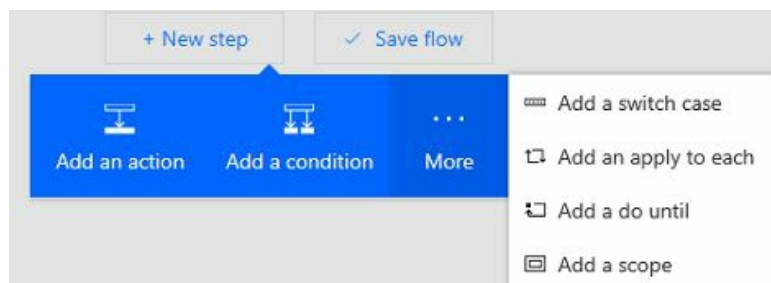 + New step
Save flow
Add an action
Add a condition
More
Add a switch case
Add an apply to each
Add a do until
Add a scope